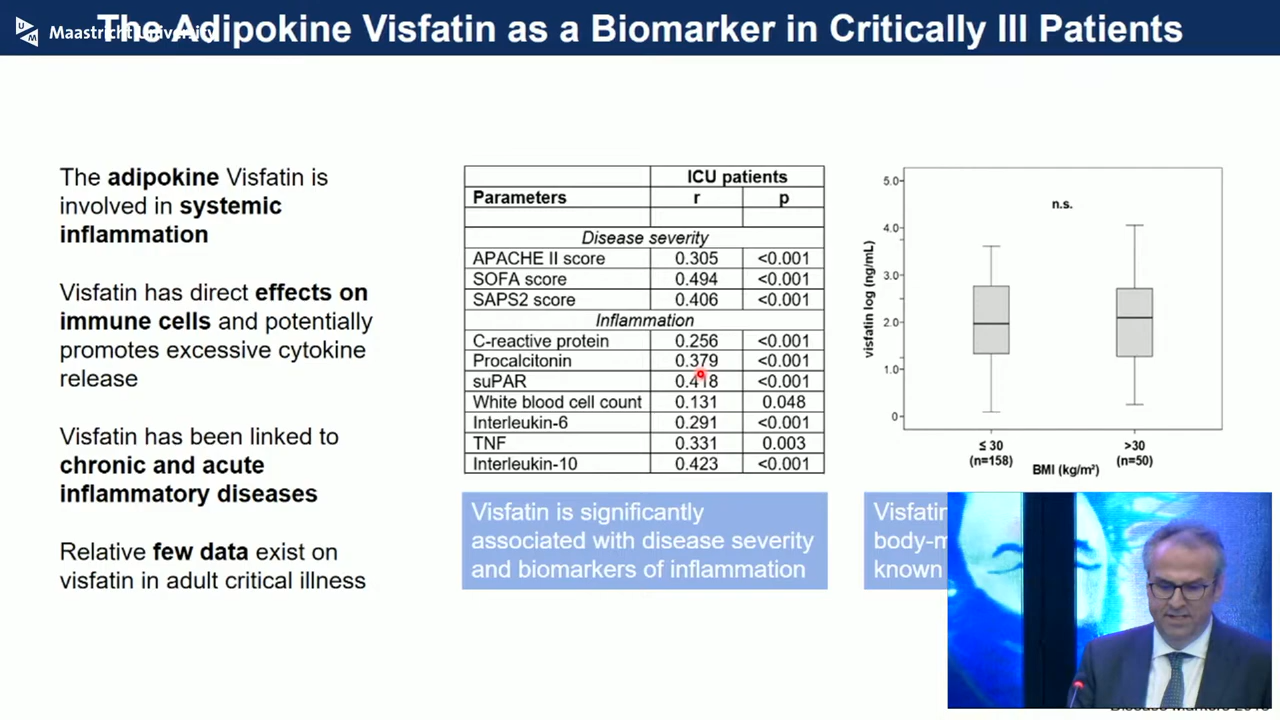 The Adipokine Visfatin as a Biomarker in Critically Ill Patients
Maastricht University
The adipokine Visfatin is
involved in systemic
inflammation
Visfatin has direct effects on
immune cells and potentially
promotes excessive cytokine
release
Visfatin has been linked to
chronic and acute
inflammatory diseases
Relative few data exist on
visfatin in adult critical illness
ICU patients
Parameters r p
Disease severity
APACHE II score 0.305 <0.001
SOFA score 0.494 <0.001
SAPS2 score 0.406 <0.001
Inflammation
C-reactive protein 0.256 <0.001
Procalcitonin 0.379 <0.001
suPAR 0.418 <0.001
White blood cell count 0.131 0.048
Interleukin-6 0.291 <0.001
TNF 0.331 0.003
Interleukin-10 0.423 <0.001
Visfatin is significantly
associated with disease severity
and biomarkers of inflammation
visfatin log (ng/mL)
5.0
4.0
3.0
2.0
1.0
0
n.s.
≤ 30 >30
(n=158) (n=50)
BMI (kg/m²)
known